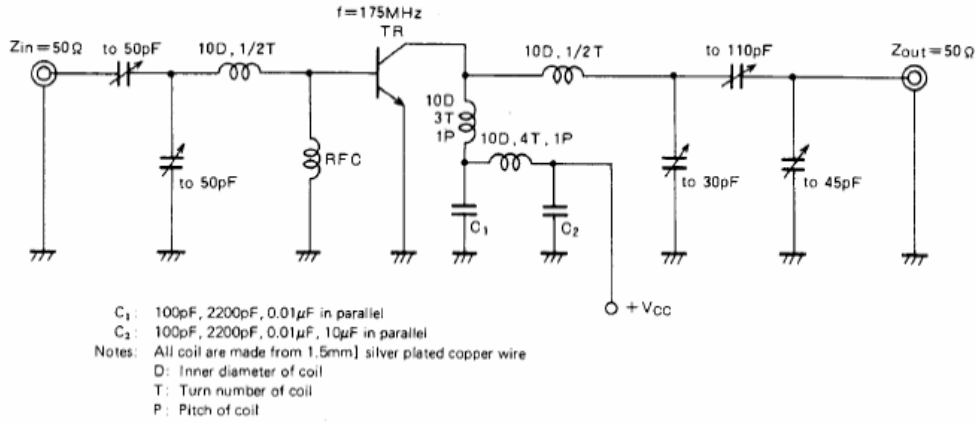 f=175MHz
TR
Zin=50Ω
to 50pF
10D, 1/2T
10D, 1/2T
to 110pF
Zout=50Ω
10D
3T
1P
10D, 4T, 1P
RFC
to 50pF
C₁
C₂
to 30pF
to 45pF
+Vcc
C₁: 100pF, 2200pF, 0.01μF in parallel
C₂: 100pF, 2200pF, 0.01μF, 10μF in parallel
Notes: All coil are made from 1.5mm] silver plated copper wire
D: Inner diameter of coil
T: Turn number of coil
P: Pitch of coil